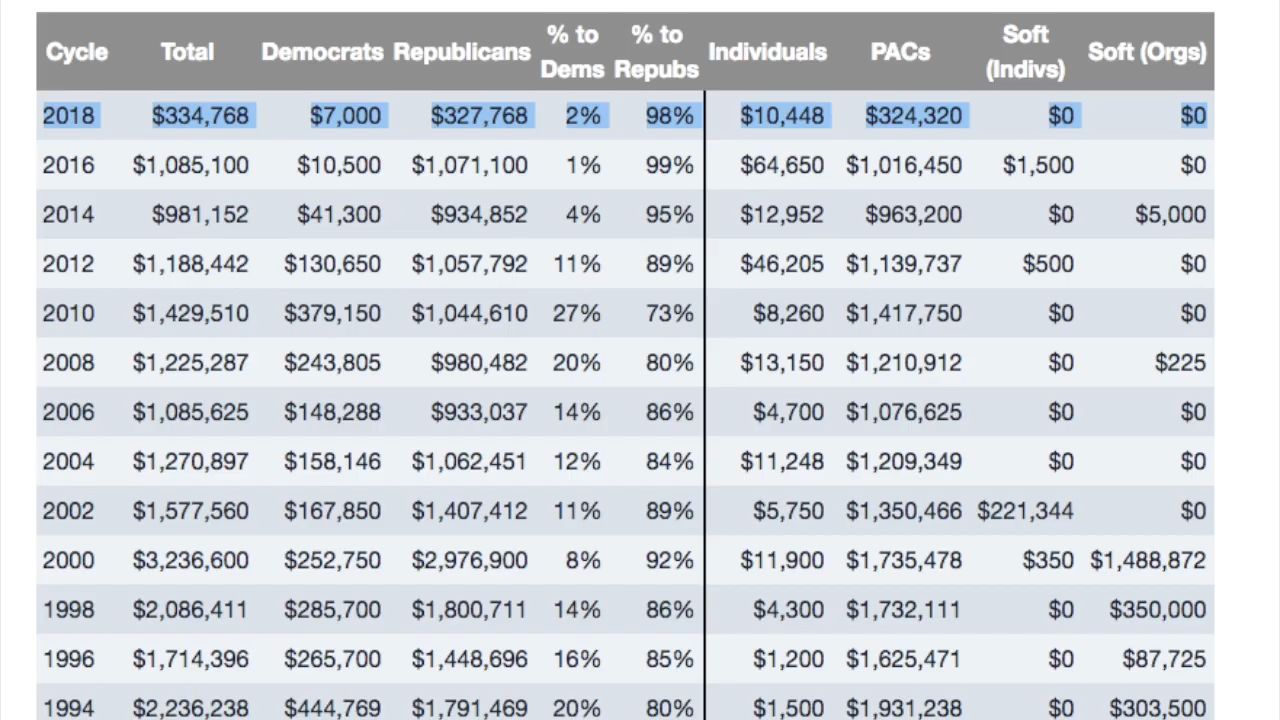 Cycle Total Democrats Republicans % to Dems % to Repubs Individuals PACs Soft (Indivs) Soft (Orgs)
2018 $334,768 $7,000 $327,768 2% 98% $10,448 $324,320 $0 $0
2016 $1,085,100 $10,500 $1,071,100 1% 99% $64,650 $1,016,450 $1,500 $0
2014 $981,152 $41,300 $934,852 4% 95% $12,952 $963,200 $0 $5,000
2012 $1,188,442 $130,650 $1,057,792 11% 89% $46,205 $1,139,737 $500 $0
2010 $1,429,510 $379,150 $1,044,610 27% 73% $8,260 $1,417,750 $0 $0
2008 $1,225,287 $243,805 $980,482 20% 80% $13,150 $1,210,912 $0 $225
2006 $1,085,625 $148,288 $933,037 14% 86% $4,700 $1,076,625 $0 $0
2004 $1,270,897 $158,146 $1,062,451 12% 84% $11,248 $1,209,349 $0 $0
2002 $1,577,560 $167,850 $1,407,412 11% 89% $5,750 $1,350,466 $221,344 $0
2000 $3,236,600 $252,750 $2,976,900 8% 92% $11,900 $1,735,478 $350 $1,488,872
1998 $2,086,411 $285,700 $1,800,711 14% 86% $4,300 $1,732,111 $0 $350,000
1996 $1,714,396 $265,700 $1,448,696 16% 85% $1,200 $1,625,471 $0 $87,725
1994 $2,236,238 $444,769 $1,791,469 20% 80% $1,500 $1,931,238 $0 $303,500